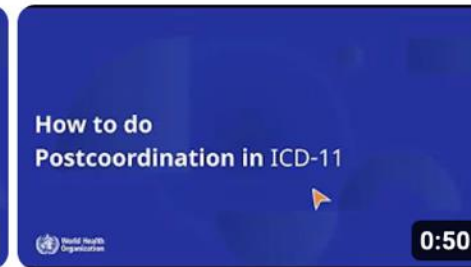 How to do
Postcoordination in ICD-11
World Health
Organization
0:50